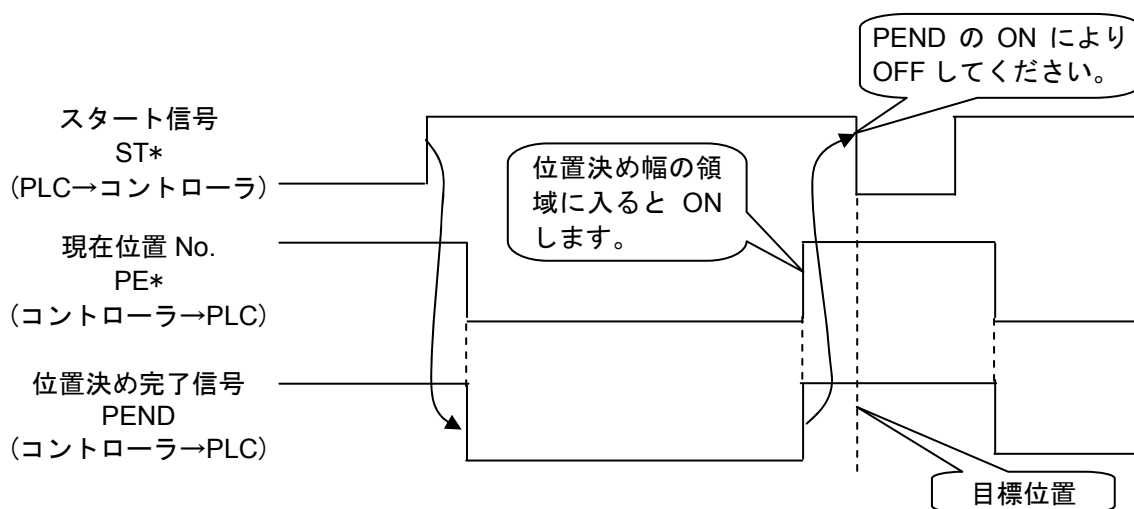 PEND の ON により
OFF してください。
スタート信号
ST*
(PLC→コントローラ)
位置決め幅の領
域に入ると ON
します。
現在位置 No.
PE*
(コントローラ→PLC)
位置決め完了信号
PEND
(コントローラ→PLC)
目標位置